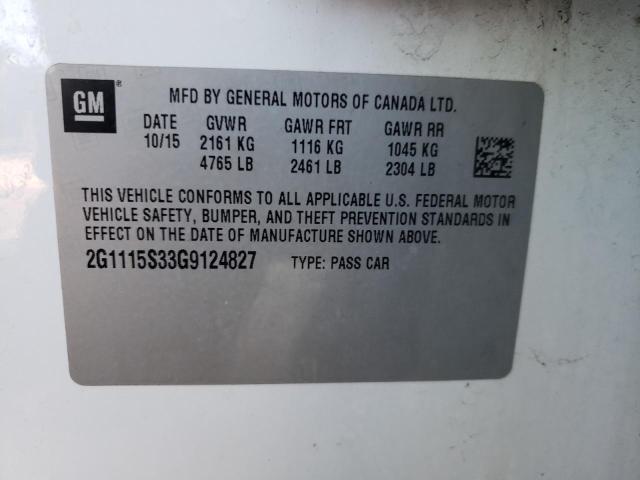 GM®
MFD BY GENERAL MOTORS OF CANADA LTD.
DATE GVWR GAWR FRT GAWR RR
10/15 2161 KG 1116 KG 1045 KG
4765 LB 2461 LB 2304 LB
THIS VEHICLE CONFORMS TO ALL APPLICABLE U.S. FEDERAL MOTOR
VEHICLE SAFETY, BUMPER, AND THEFT PREVENTION STANDARDS IN
EFFECT ON THE DATE OF MANUFACTURE SHOWN ABOVE.
2G1115S33G9124827 TYPE: PASS CAR